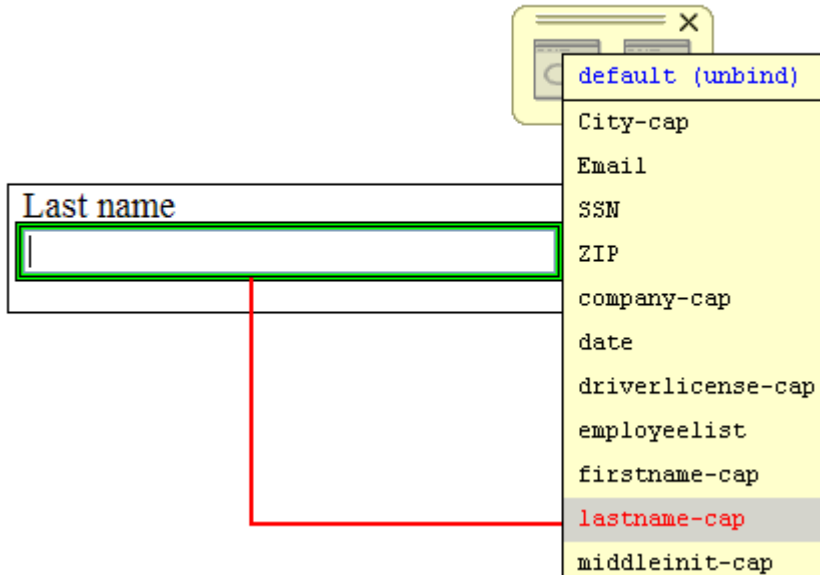 default (unbind)
City-cap
Email
SSN
ZIP
company-cap
date
driverlicense-cap
employeelist
firstname-cap
lastname-cap
middleinit-cap
Last name